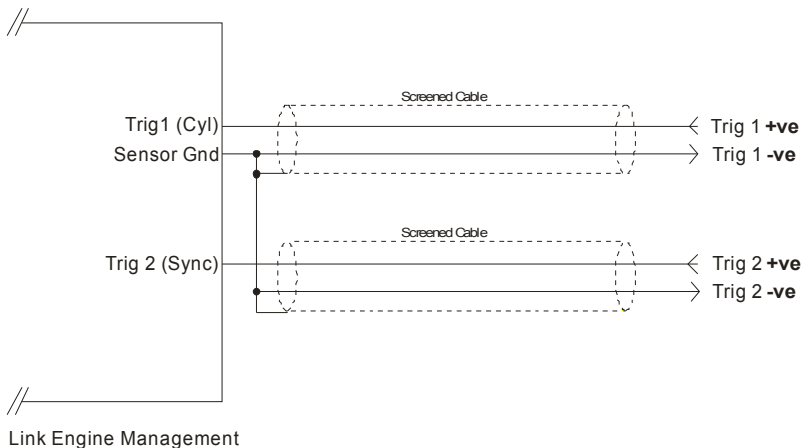 Screened Cable
Trig1 (Cyl)
Trig 1 +ve
Sensor Gnd
Trig 1 -ve
Screened Cable
Trig 2 (Sync)
Trig 2 +ve
Trig 2 -ve
Link Engine Management